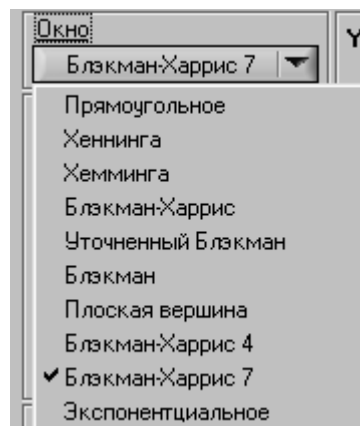 Окно
Y
Блэкман-Харрис 7
Прямоугольное
Хеннинга
Хемминга
Блэкман-Харрис
Уточненный Блэкман
Блэкман
Плоская вершина
Блэкман-Харрис 4
Блэкман-Харрис 7
Экспонентциальное